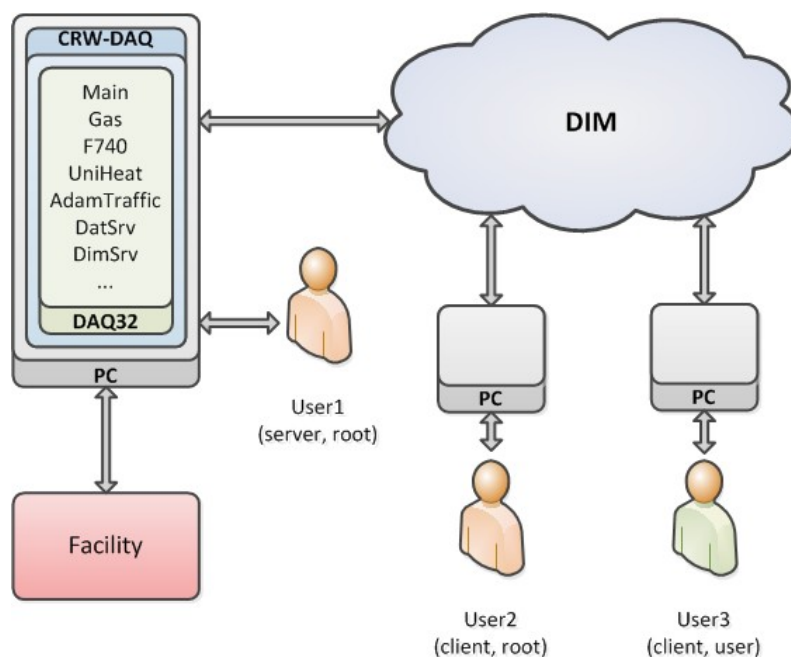 CRW-DAQ
Main
Gas
F740
UniHeat
AdamTraffic
DatSrv
DimSrv
...
DAQ32
PC
DIM
User1
(server, root)
Facility
PC
PC
User2
(client, root)
User3
(client, user)